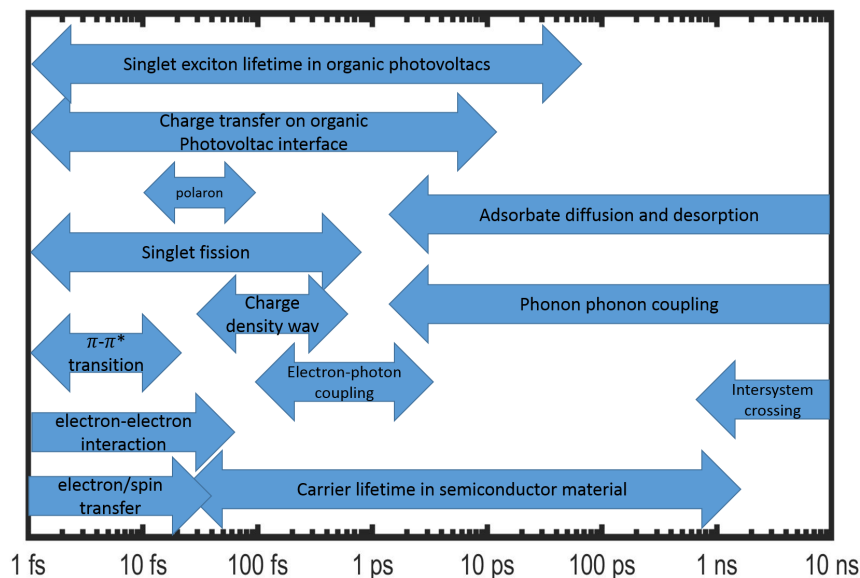 Singlet exciton lifetime in organic photovoltacs
Charge transfer on organic
Photovoltac interface
polaron
Adsorbate diffusion and desorption
Singlet fission
Charge
density wav
Phonon phonon coupling
π-π*
transition
Electron-photon
coupling
Intersystem
crossing
electron-electron
interaction
electron/spin
transfer
Carrier lifetime in semiconductor material
1 fs 10 fs 100 fs 1 ps 10 ps 100 ps 1 ns 10 ns